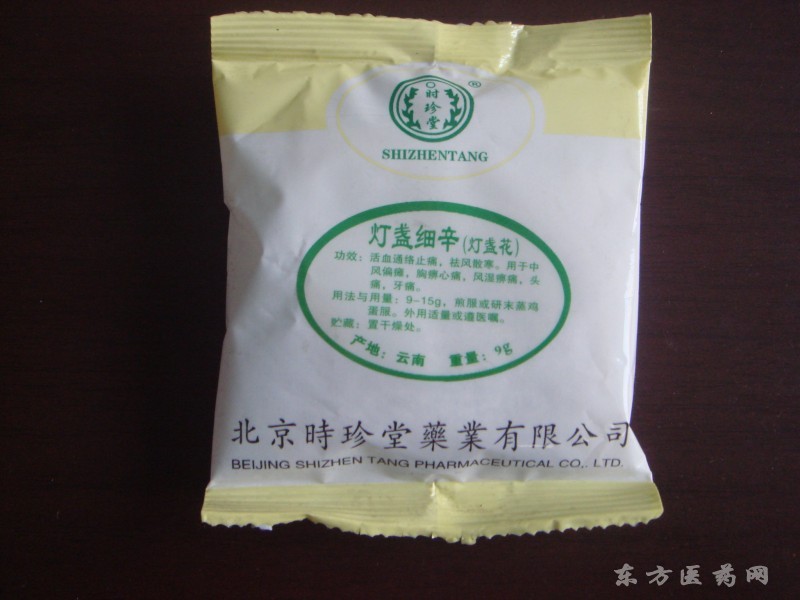 时珍堂®
SHIZHENTANG
灯盏细辛(灯盏花)
功效：活血通络止痛，祛风散寒。用于中
风偏瘫，胸痹心痛，风湿痹痛，头
痛，牙痛。
用法与用量：9-15g，煎服或研末蒸鸡
蛋服。外用适量或遵医嘱。
贮藏：置干燥处。
产地：云南 重量：9g
北京時珍堂藥業有限公司
BEIJING SHIZHEN TANG PHARMACEUTICAL CO,. LTD.
东方医药网